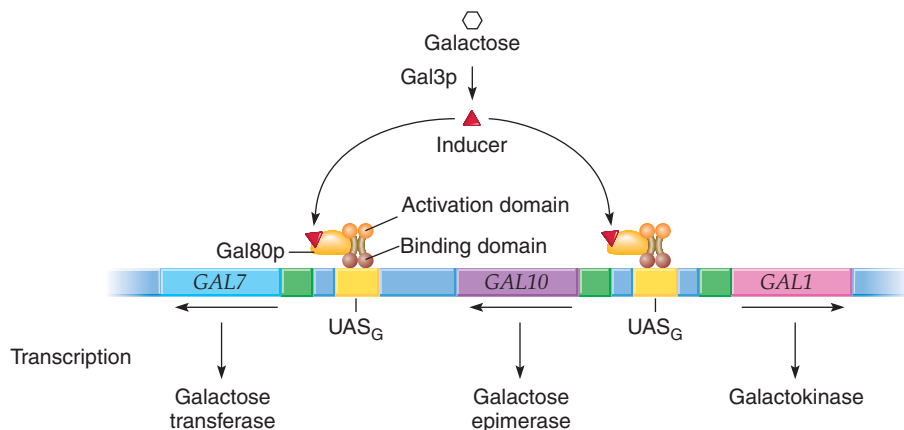 Galactose
Gal3p
Inducer
Activation domain
Gal80p
Binding domain
GAL7
GAL10
GAL1
UASG
UASG
Transcription
Galactose
transferase
Galactose
epimerase
Galactokinase